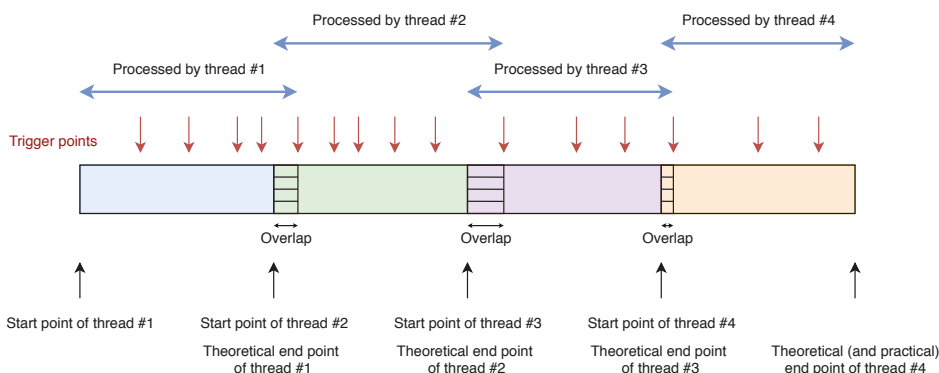 Processed by thread #2
Processed by thread #4
Processed by thread #1
Processed by thread #3
Trigger points
Overlap
Overlap
Overlap
Start point of thread #1
Start point of thread #2
Start point of thread #3
Start point of thread #4
Theoretical end point
of thread #1
Theoretical end point
of thread #2
Theoretical end point
of thread #3
Theoretical (and practical)
end point of thread #4